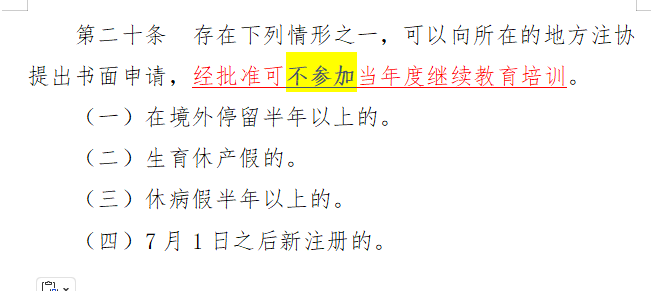 第二十条　存在下列情形之一，可以向所在的地方注协
提出书面申请，经批准可不参加当年度继续教育培训。
（一）在境外停留半年以上的。
（二）生育休产假的。
（三）休病假半年以上的。
（四）7月1日之后新注册的。